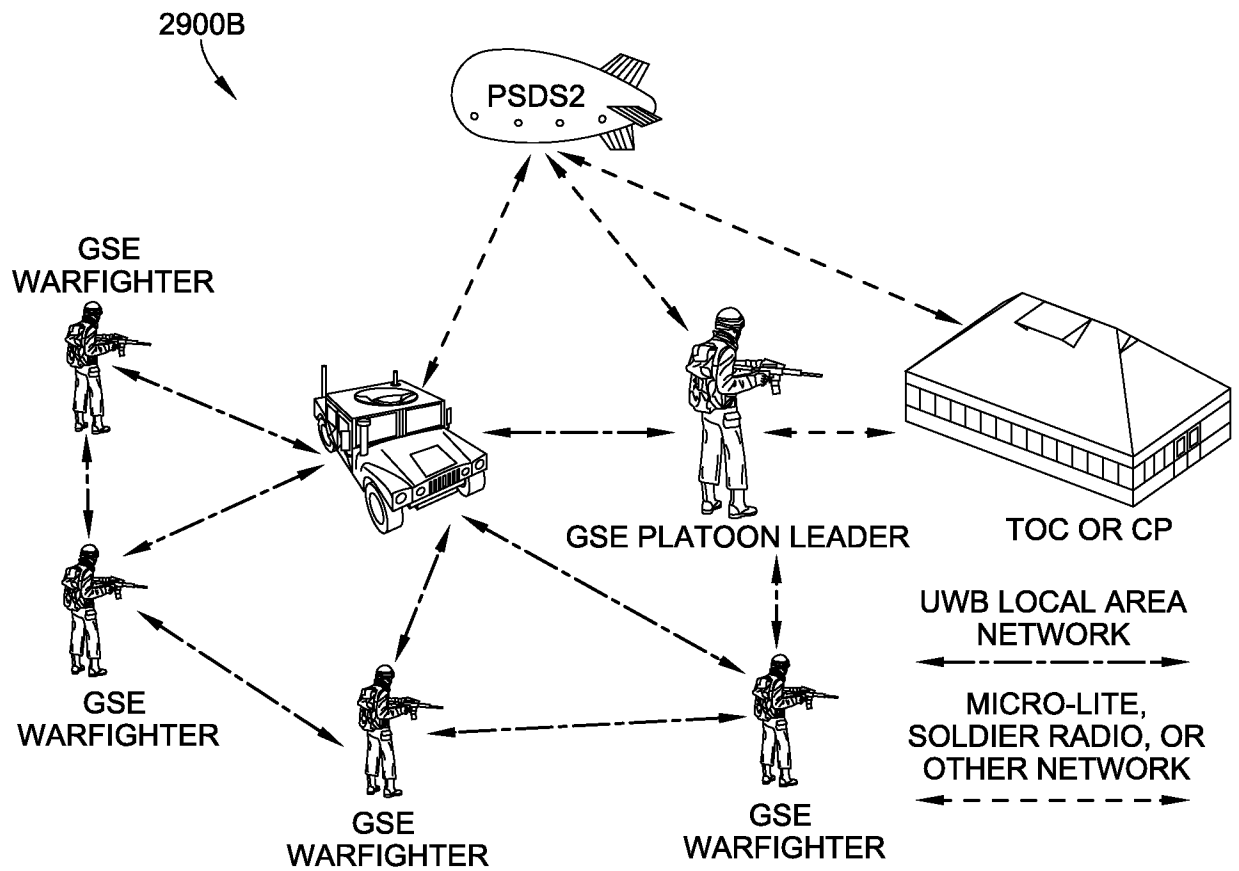 2900B
PSDS2
GSE
WARFIGHTER
GSE PLATOON LEADER
TOC OR CP
GSE
WARFIGHTER
GSE
WARFIGHTER
GSE
WARFIGHTER
UWB LOCAL AREA
NETWORK
MICRO-LITE,
SOLDIER RADIO, OR
OTHER NETWORK